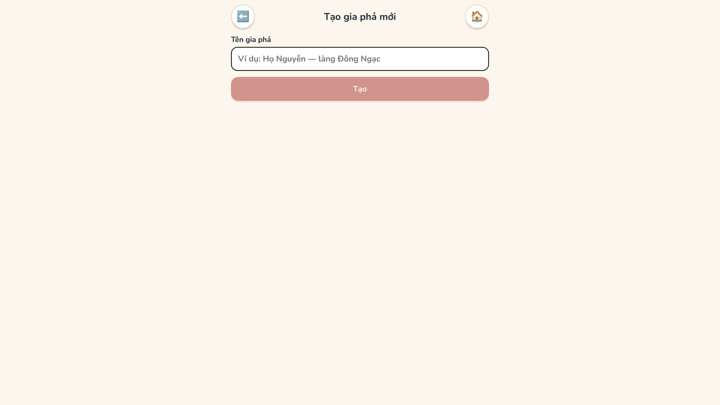 Tạo gia phả mới
Tên gia phả
Ví dụ: Họ Nguyễn — làng Đông Ngạc
Tạo